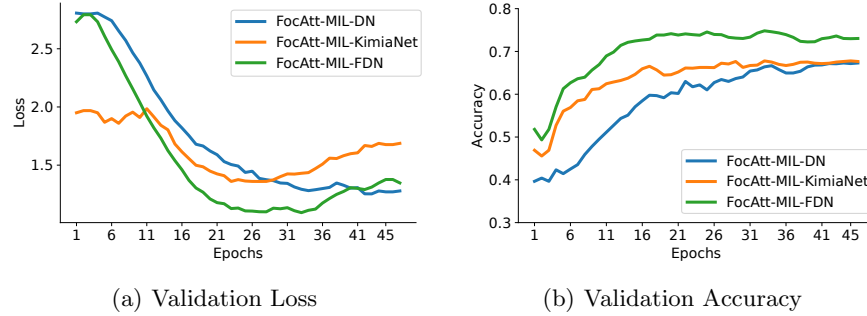 2.5
2.0
1.5
Loss
FocAtt-MIL-DN
FocAtt-MIL-KimiaNet
FocAtt-MIL-FDN
1 6 11 16 21 26 31 36 41 45
Epochs
(a) Validation Loss
0.8
0.7
0.6
0.5
0.4
0.3
Accuracy
FocAtt-MIL-DN
FocAtt-MIL-KimiaNet
FocAtt-MIL-FDN
1 6 11 16 21 26 31 36 41 45
Epochs
(b) Validation Accuracy